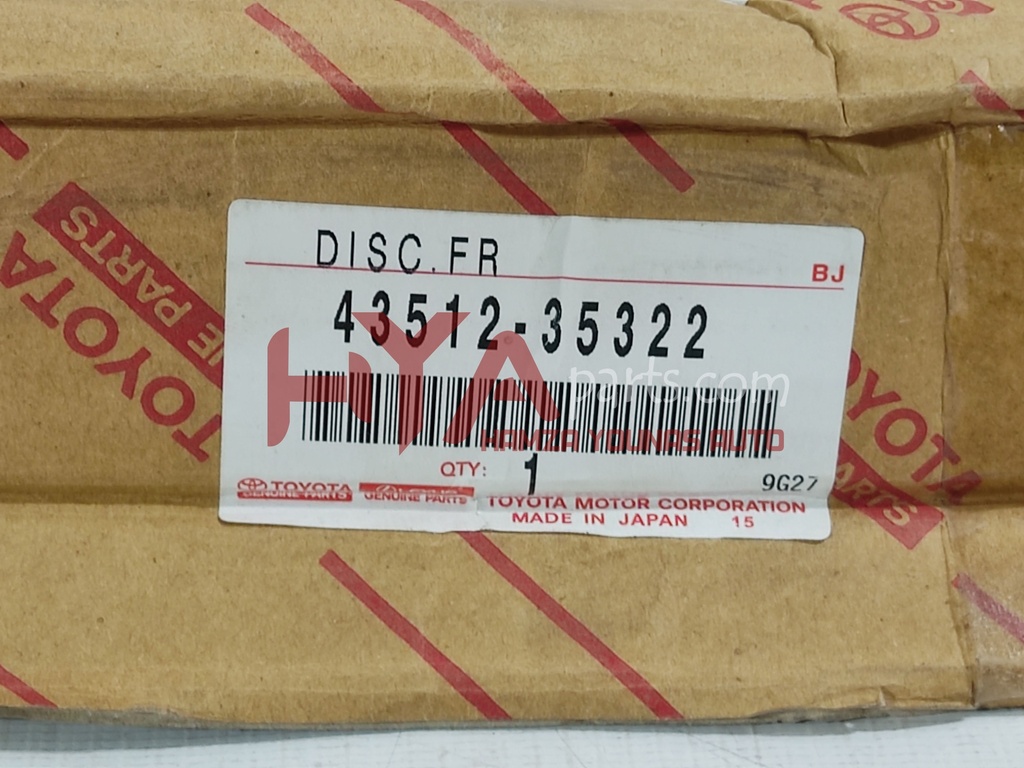 DISC.FR
BJ
43512-35322
HYA
parts.com
HAMZA YOUNAS AUTO
QTY: 1
9G27
TOYOTA
GENUINE PARTS
GENUINE PARTS
TOYOTA MOTOR CORPORATION
MADE IN JAPAN 15
TOYOTA
PARTS
TOYOTA
PARTS